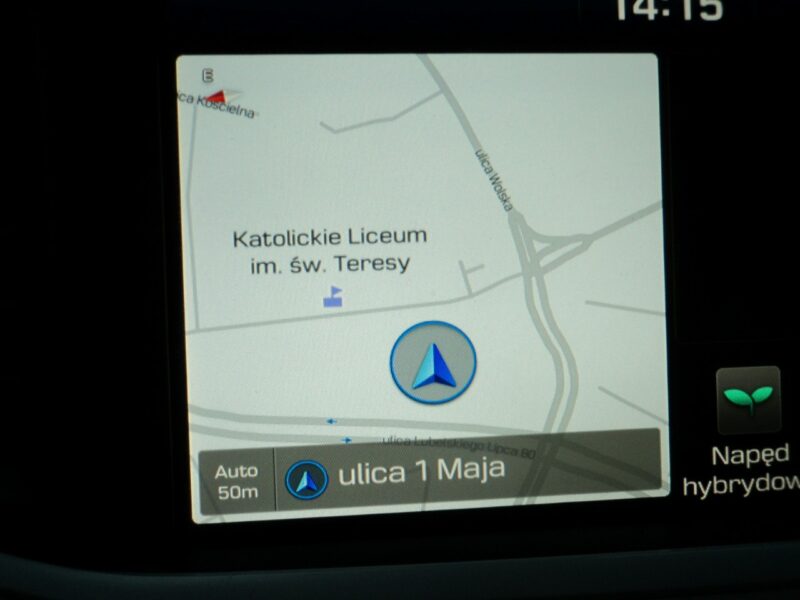 14:15
E
ica Kościelna
ulica Wolska
Katolickie Liceum
im. św. Teresy
ulica Lubelskiego Lipca 80
Auto
50m
ulica 1 Maja
Napęd
hybrydow